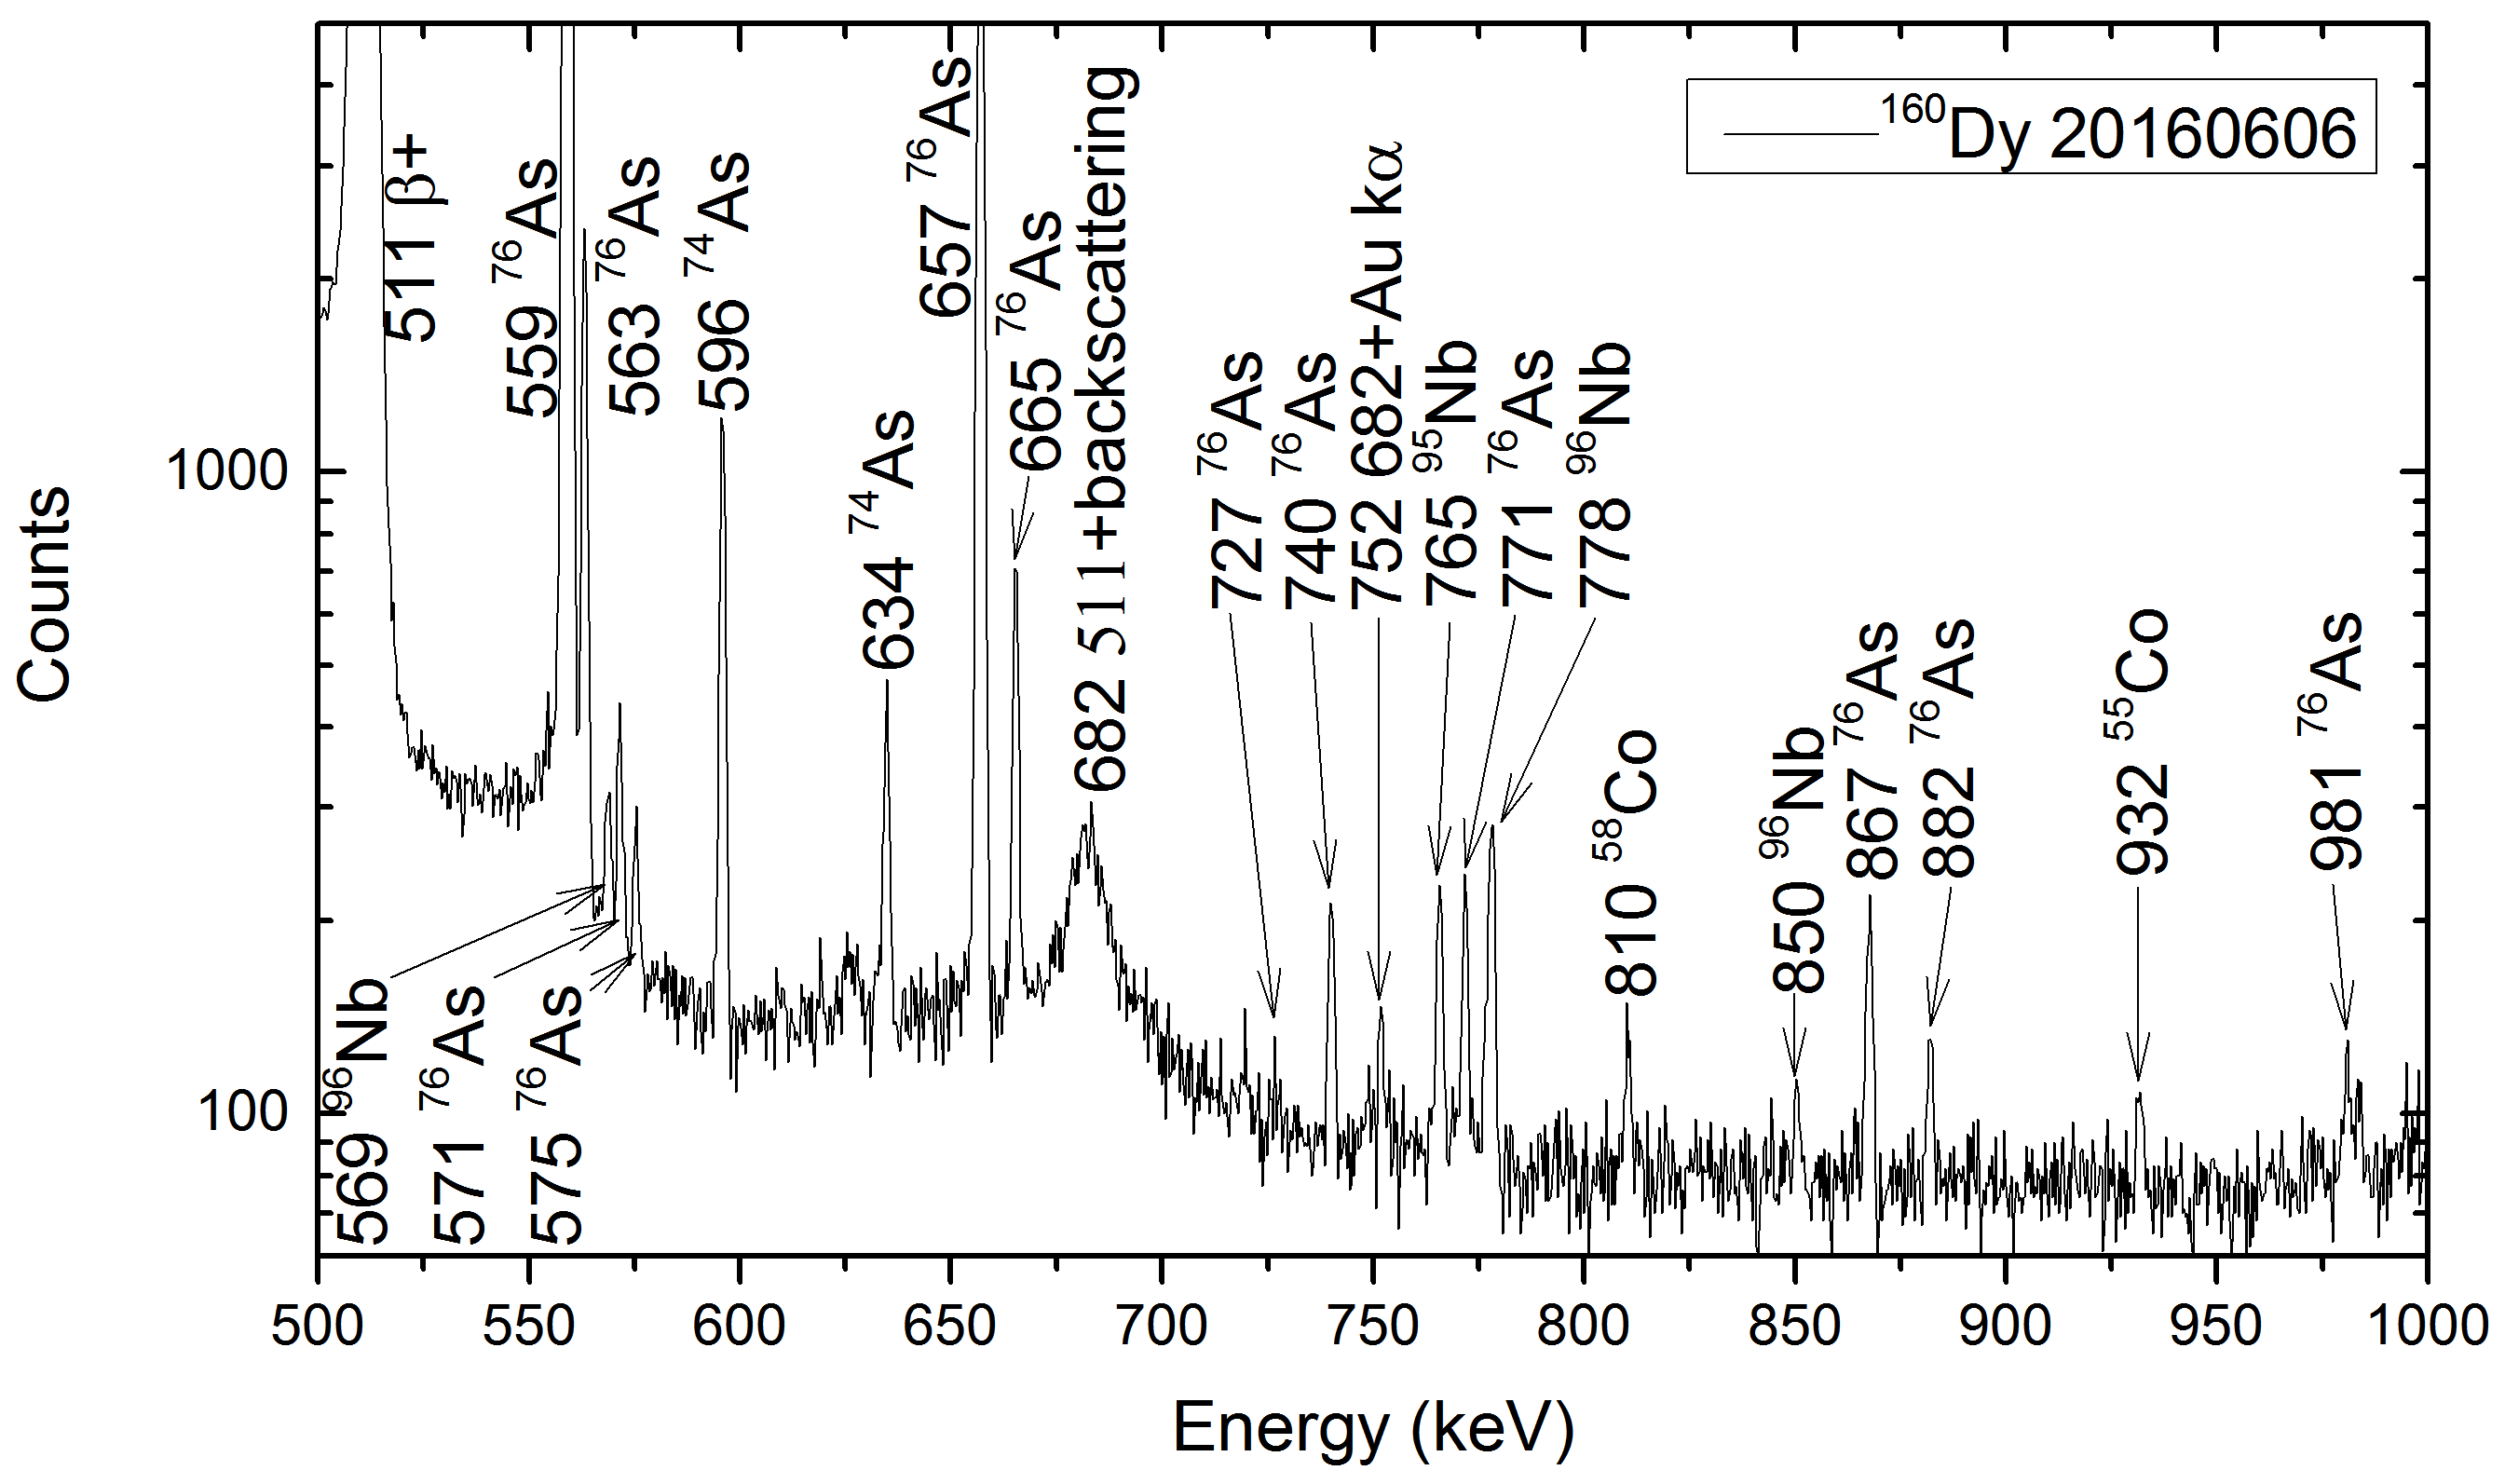 ¹⁶⁰Dy 20160606
511 β+
559 ⁷⁶As
563 ⁷⁶As
596 ⁷⁴As
634 ⁷⁴As
657 ⁷⁶As
665 ⁷⁶As
682 511+backscattering
727 ⁷⁶As
740 ⁷⁶As
752 682+Au kα
765 ⁹⁵Nb
771 ⁷⁶As
778 ⁹⁶Nb
810 ⁵⁸Co
850 ⁹⁶Nb
867 ⁷⁶As
882 ⁷⁶As
932 ⁵⁵Co
981 ⁷⁶As
569 ⁹⁶Nb
571 ⁷⁶As
575 ⁷⁶As
Counts
1000
100
500 550 600 650 700 750 800 850 900 950 1000
Energy (keV)